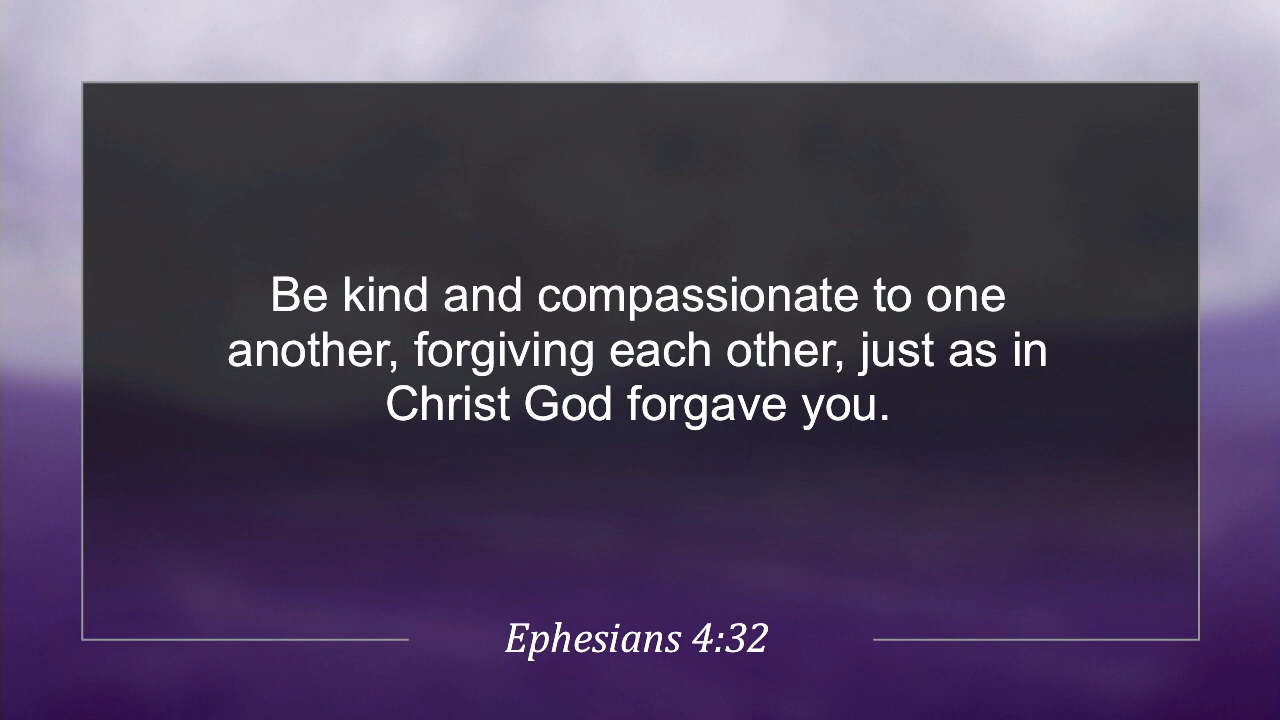 Be kind and compassionate to one
another, forgiving each other, just as in
Christ God forgave you.
Ephesians 4:32